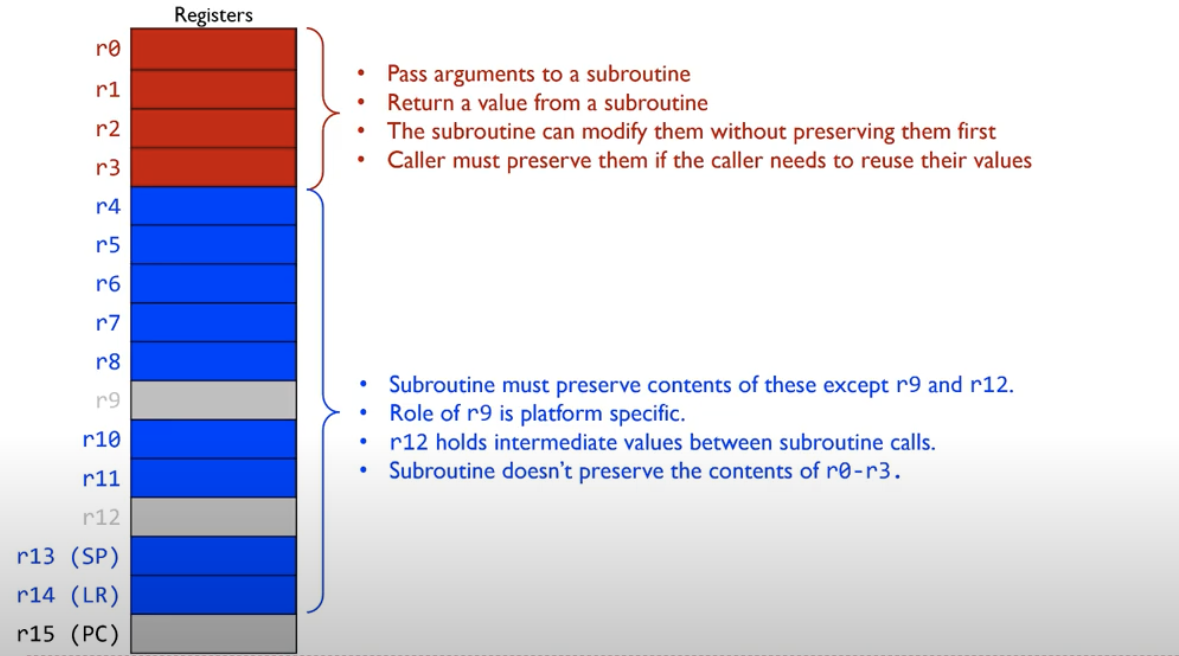 Registers
r0
r1
• Pass arguments to a subroutine
• Return a value from a subroutine
r2
• The subroutine can modify them without preserving them first
r3
• Caller must preserve them if the caller needs to reuse their values
r4
r5
r6
r7
r8
• Subroutine must preserve contents of these except r9 and r12.
r9
• Role of r9 is platform specific.
r10
• r12 holds intermediate values between subroutine calls.
r11
• Subroutine doesn't preserve the contents of r0-r3.
r12
r13 (SP)
r14 (LR)
r15 (PC)